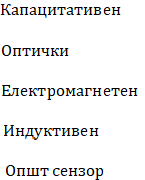 Капацитативен
Оптички
Електромагнетен
Индуктивен
Општ сензор